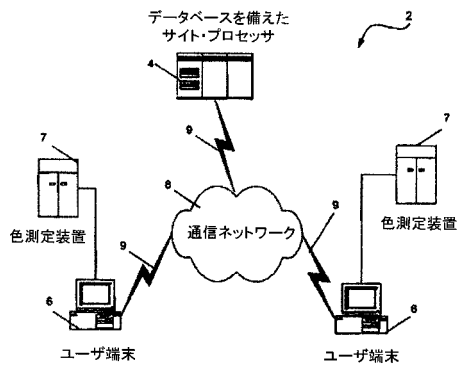 データベースを備えた
サイト・プロセッサ
2
4
7
7
9
8
色測定装置
通信ネットワーク
色測定装置
9
9
6
6
ユーザ端末
ユーザ端末